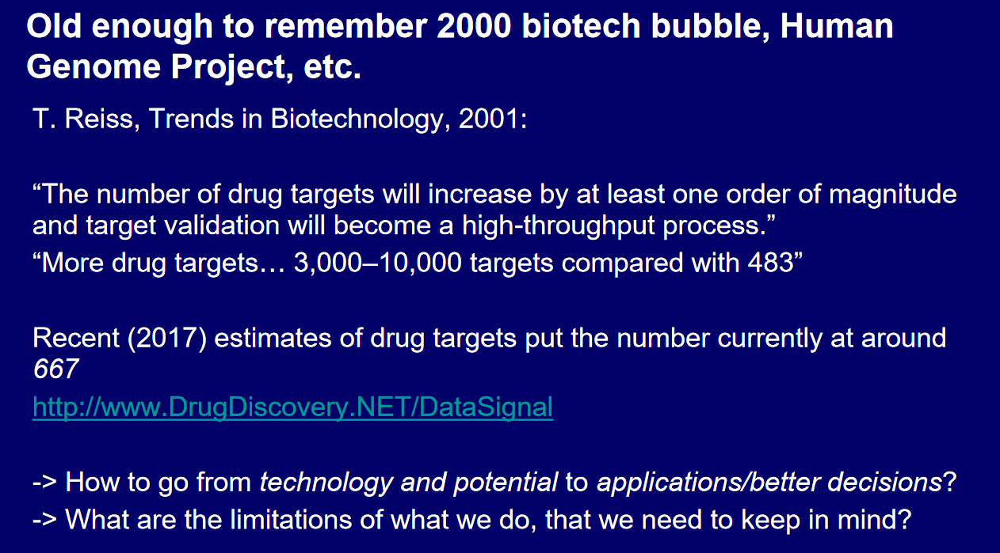 Old enough to remember 2000 biotech bubble, Human
Genome Project, etc.
T. Reiss, Trends in Biotechnology, 2001:
“The number of drug targets will increase by at least one order of magnitude
and target validation will become a high-throughput process.”
“More drug targets… 3,000–10,000 targets compared with 483”
Recent (2017) estimates of drug targets put the number currently at around
667
http://www.DrugDiscovery.NET/DataSignal
-> How to go from technology and potential to applications/better decisions?
-> What are the limitations of what we do, that we need to keep in mind?